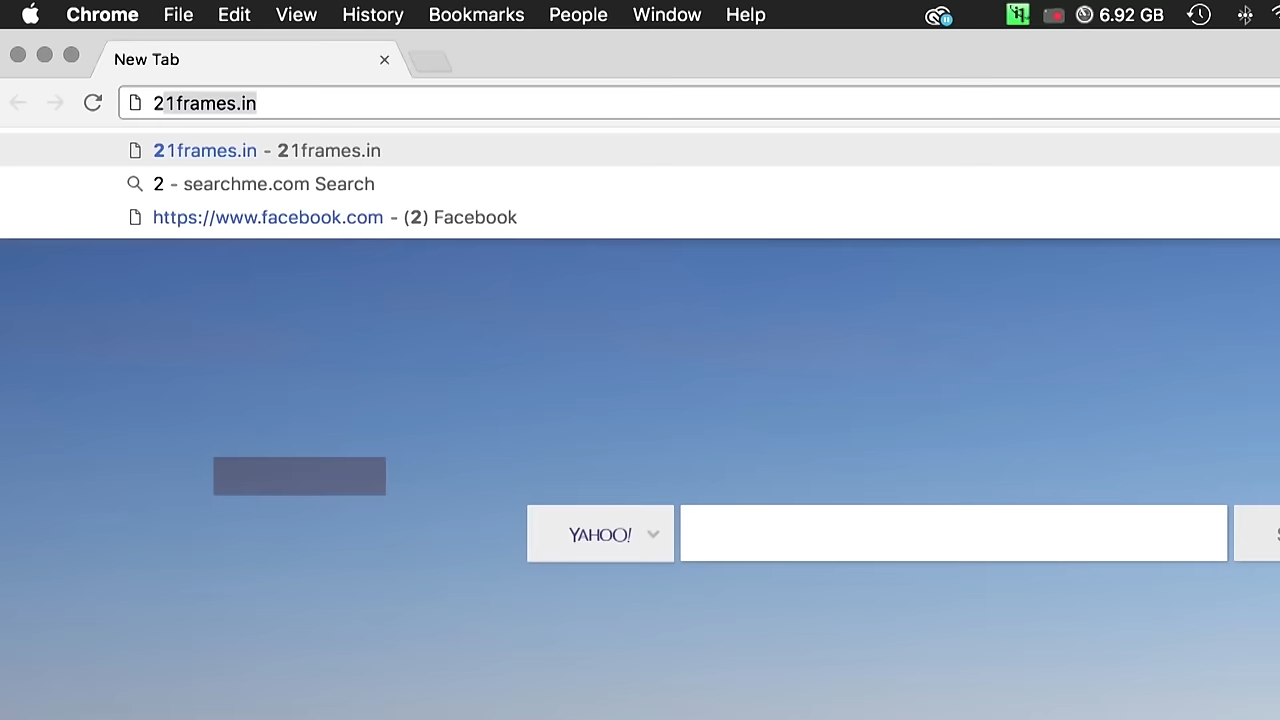 Chrome File Edit View History Bookmarks People Window Help 6.92 GB
New Tab
21frames.in
21frames.in - 21frames.in
2 - searchme.com Search
https://www.facebook.com - (2) Facebook
YAHOO!